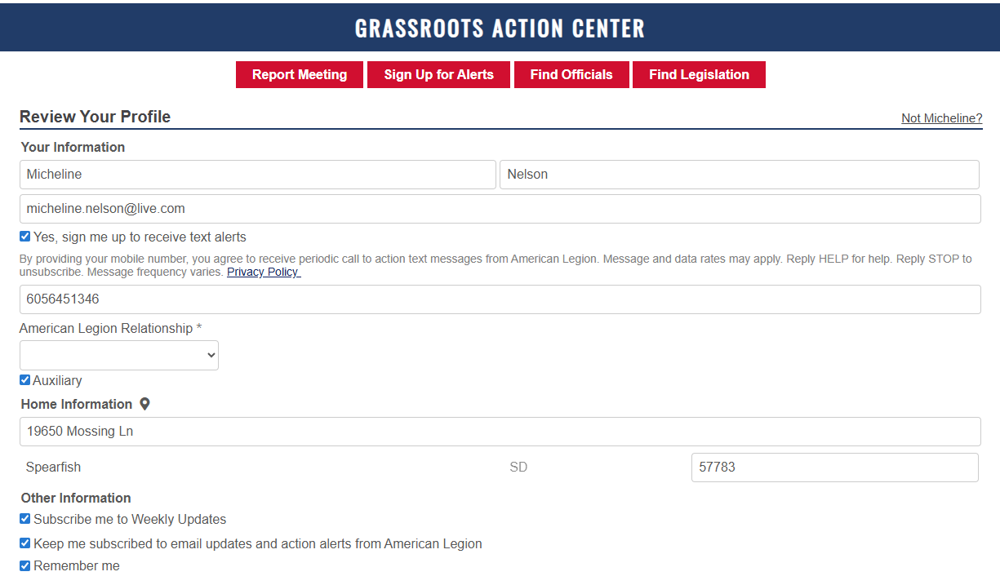 GRASSROOTS ACTION CENTER
Report Meeting Sign Up for Alerts Find Officials Find Legislation
Review Your Profile Not Micheline?
Your Information
Micheline Nelson
micheline.nelson@live.com
Yes, sign me up to receive text alerts
By providing your mobile number, you agree to receive periodic call to action text messages from American Legion. Message and data rates may apply. Reply HELP for help. Reply STOP to
unsubscribe. Message frequency varies. Privacy Policy
6056451346
American Legion Relationship *
Auxiliary
Home Information
19650 Mossing Ln
Spearfish SD 57783
Other Information
Subscribe me to Weekly Updates
Keep me subscribed to email updates and action alerts from American Legion
Remember me